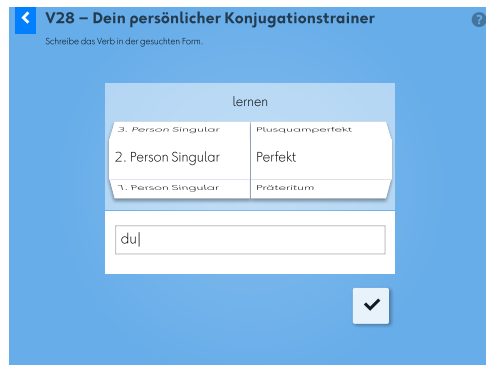 V28 – Dein persönlicher Konjugationstrainer
?
Schreibe das Verb in der gesuchten Form.
lernen
3. Person Singular Plusquamperfekt
2. Person Singular Perfekt
1. Person Singular Präteritum
du